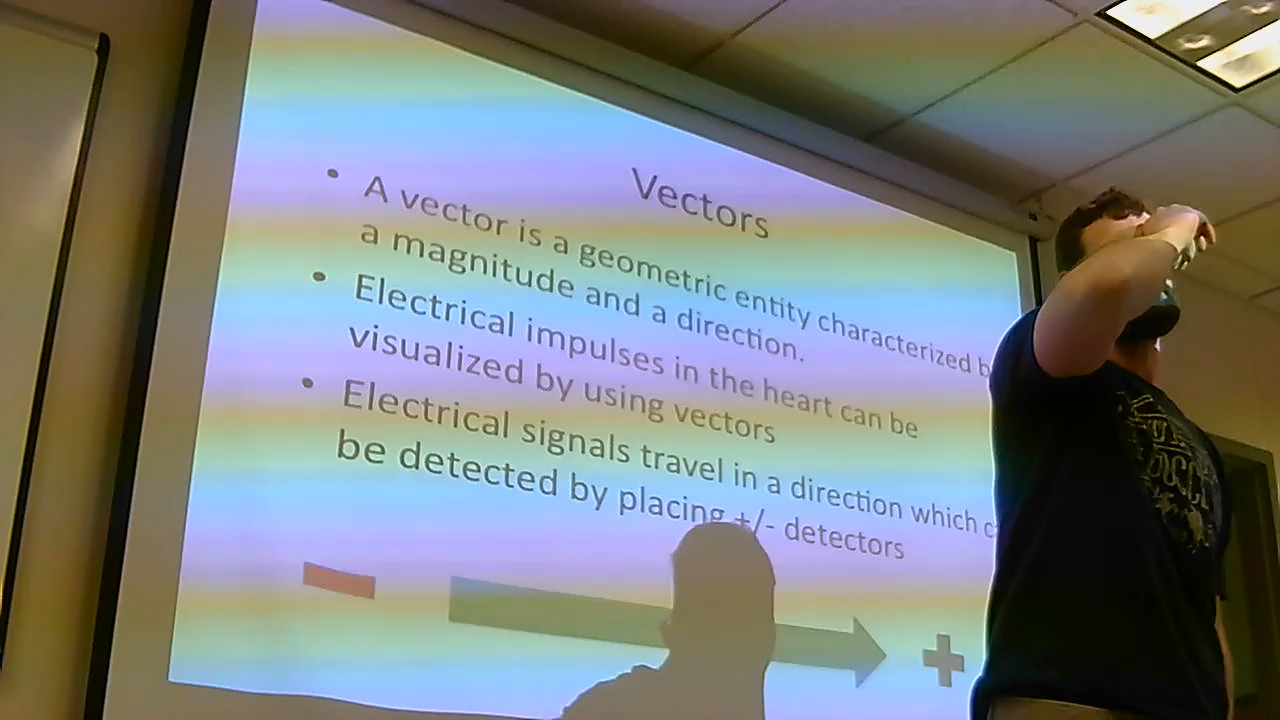 Vectors
• A vector is a geometric entity characterized b
a magnitude and a direction.
• Electrical impulses in the heart can be
visualized by using vectors
• Electrical signals travel in a direction which c
be detected by placing +/- detectors